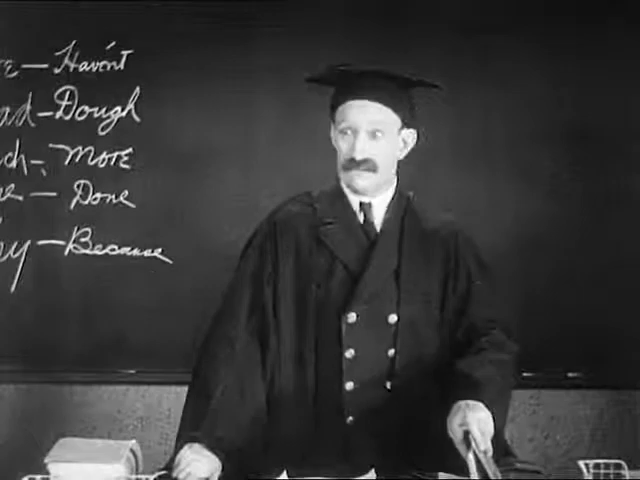 — Haven't
— Dough
— More
— Done
— Because